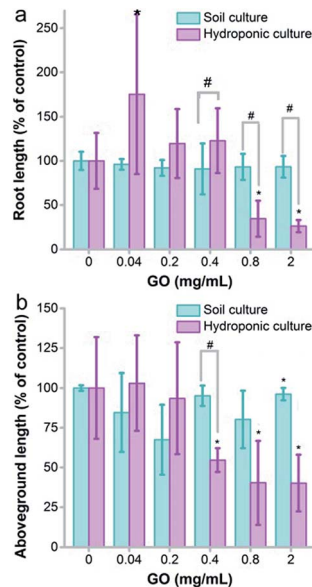 a
Soil culture
Hydroponic culture
Root length (% of control)
250
200
150
100
50
0
*
#
#
#
*
*
0 0.04 0.2 0.4 0.8 2
GO (mg/mL)
b
Soil culture
Hydroponic culture
Aboveground length (% of control)
150
125
100
75
50
25
0
#
*
*
*
*
0 0.04 0.2 0.4 0.8 2
GO (mg/mL)